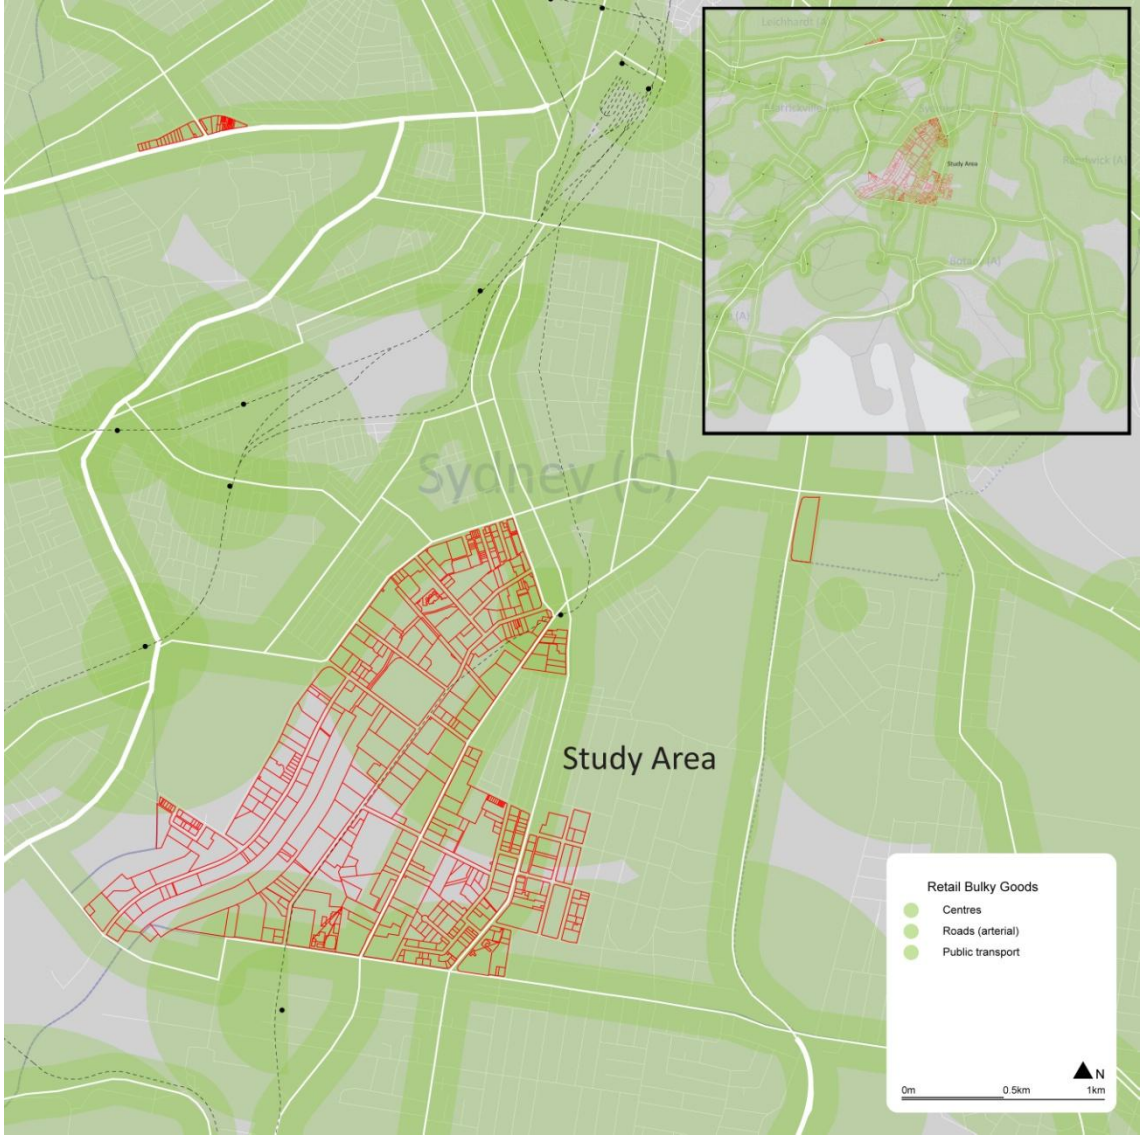 Leichhardt (A)
Marrickville
Study Area
Randwick (A)
Botany (A)
(A)
Sydney (C)
Study Area
Retail Bulky Goods
Centres
Roads (arterial)
Public transport
N
0m 0.5km 1km